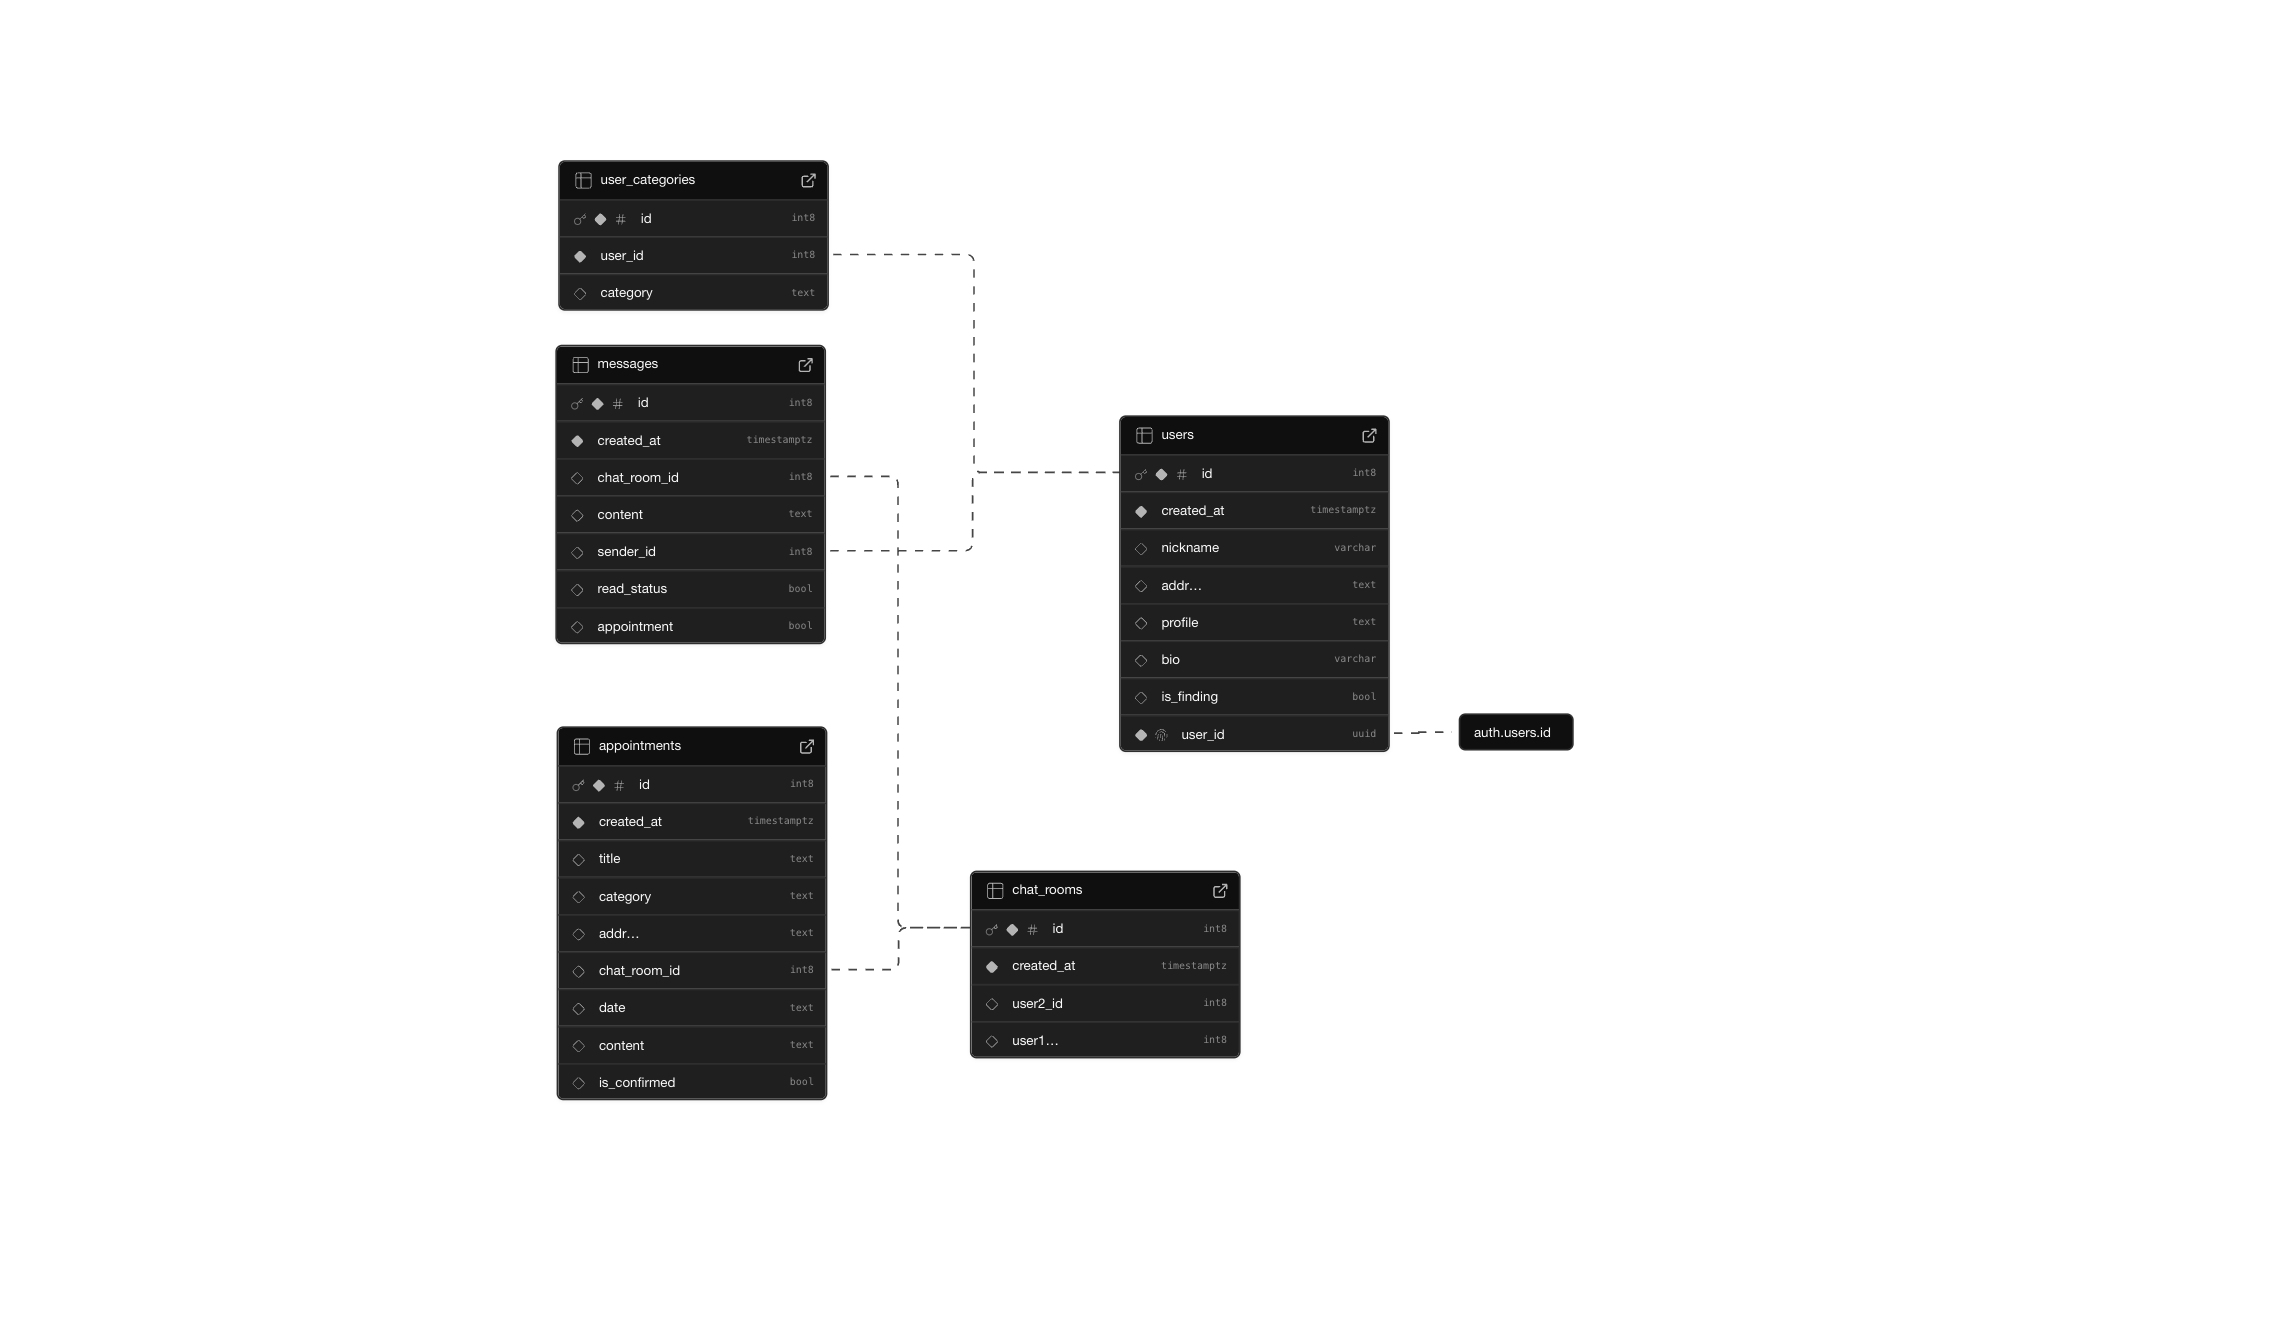 user_categories
id int8
user_id int8
category text
messages
id int8
created_at timestamptz
chat_room_id int8
content text
sender_id int8
read_status bool
appointment bool
users
id int8
created_at timestamptz
nickname varchar
addr... text
profile text
bio varchar
is_finding bool
user_id uuid
auth.users.id
appointments
id int8
created_at timestamptz
title text
category text
addr... text
chat_room_id int8
date text
content text
is_confirmed bool
chat_rooms
id int8
created_at timestamptz
user2_id int8
user1... int8